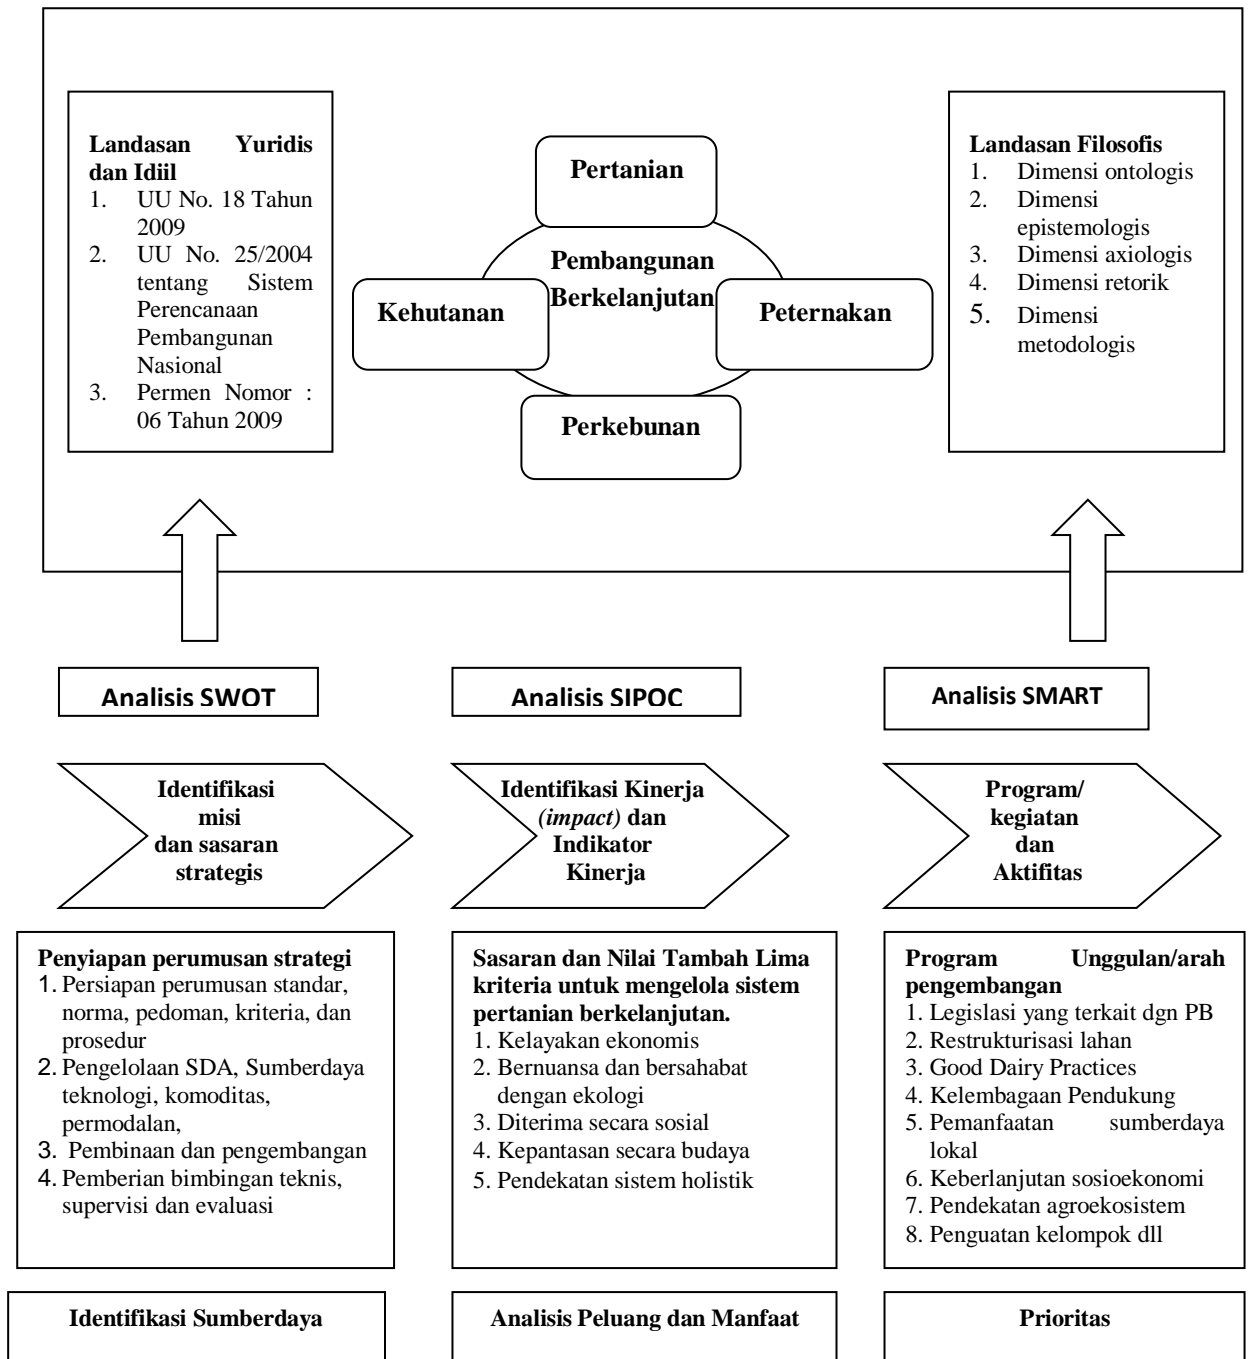 Landasan Yuridis
dan Idiil
1. UU No. 18 Tahun
2009
2. UU No. 25/2004
tentang Sistem
Perencanaan
Pembangunan
Nasional
3. Permen Nomor :
06 Tahun 2009
Pertanian
Pembangunan
Berkelanjutan
Kehutanan
Peternakan
Perkebunan
Landasan Filosofis
1. Dimensi ontologis
2. Dimensi
epistemologis
3. Dimensi axiologis
4. Dimensi retorik
5. Dimensi
metodologis
Analisis SWOT
Analisis SIPOC
Analisis SMART
Identifikasi
misi
dan sasaran
strategis
Identifikasi Kinerja
(impact) dan
Indikator
Kinerja
Program/
kegiatan
dan
Aktifitas
Penyiapan perumusan strategi
1. Persiapan perumusan standar,
norma, pedoman, kriteria, dan
prosedur
2. Pengelolaan SDA, Sumberdaya
teknologi, komoditas,
permodalan,
3. Pembinaan dan pengembangan
4. Pemberian bimbingan teknis,
supervisi dan evaluasi
Sasaran dan Nilai Tambah Lima
kriteria untuk mengelola sistem
pertanian berkelanjutan.
1. Kelayakan ekonomis
2. Bernuansa dan bersahabat
dengan ekologi
3. Diterima secara sosial
4. Kepantasan secara budaya
5. Pendekatan sistem holistik
Program Unggulan/arah
pengembangan
1. Legislasi yang terkait dgn PB
2. Restrukturisasi lahan
3. Good Dairy Practices
4. Kelembagaan Pendukung
5. Pemanfaatan sumberdaya
lokal
6. Keberlanjutan sosioekonomi
7. Pendekatan agroekosistem
8. Penguatan kelompok dll
Identifikasi Sumberdaya
Analisis Peluang dan Manfaat
Prioritas